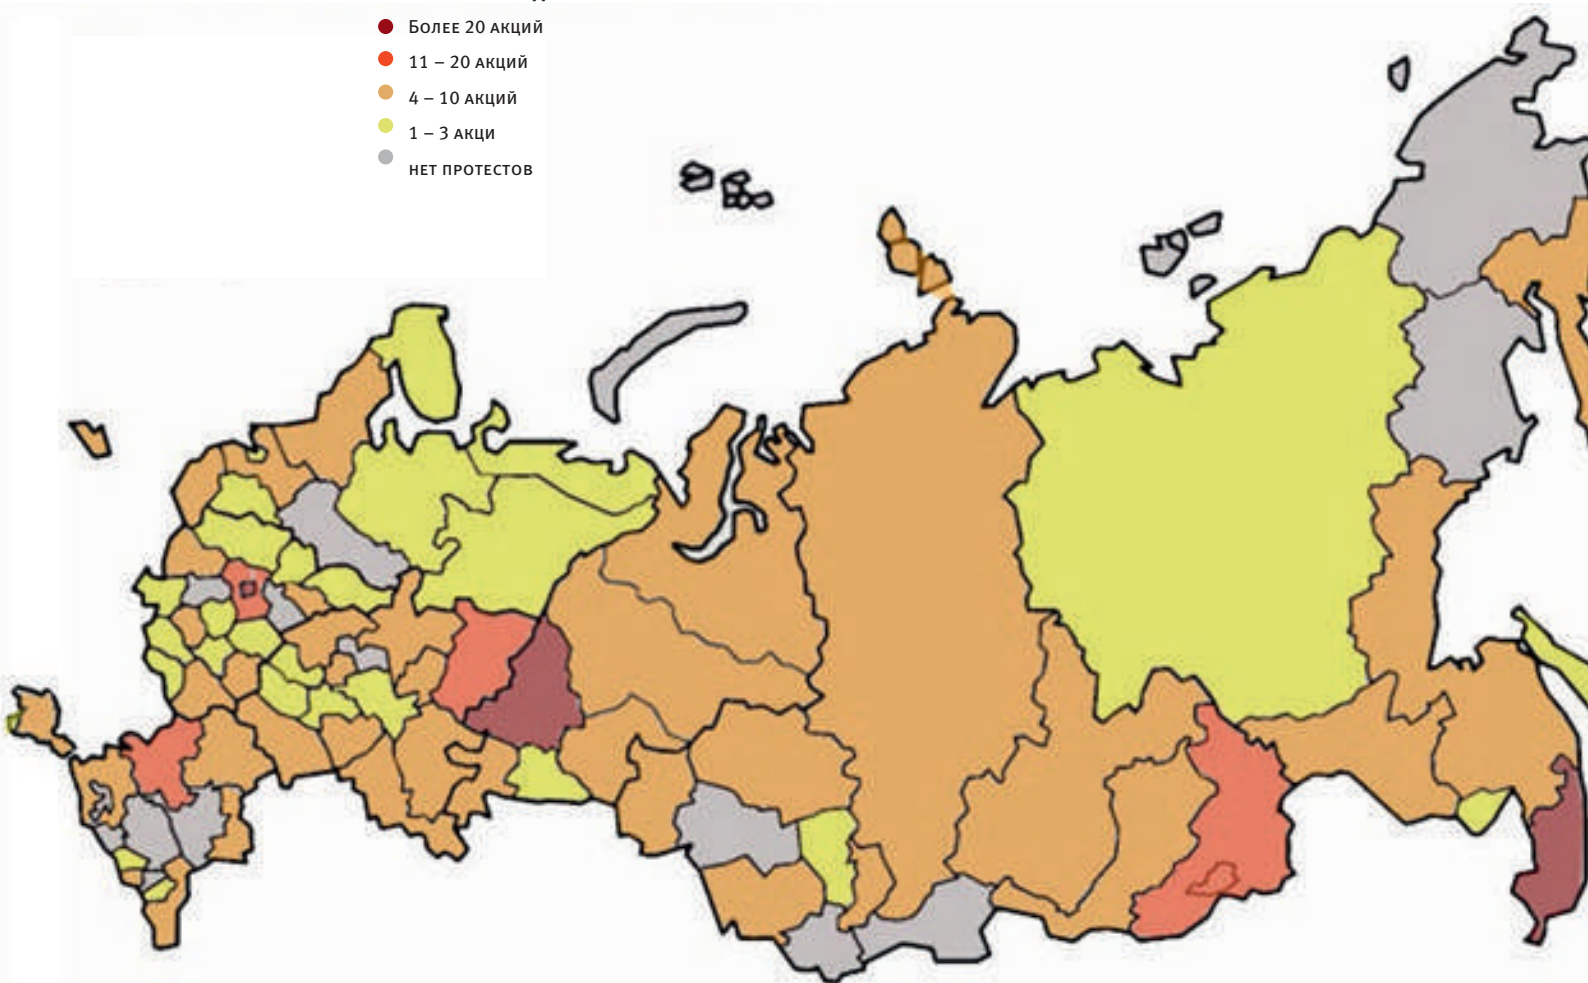 Более 20 акций
11 – 20 акций
4 – 10 акций
1 – 3 акци
нет протестов